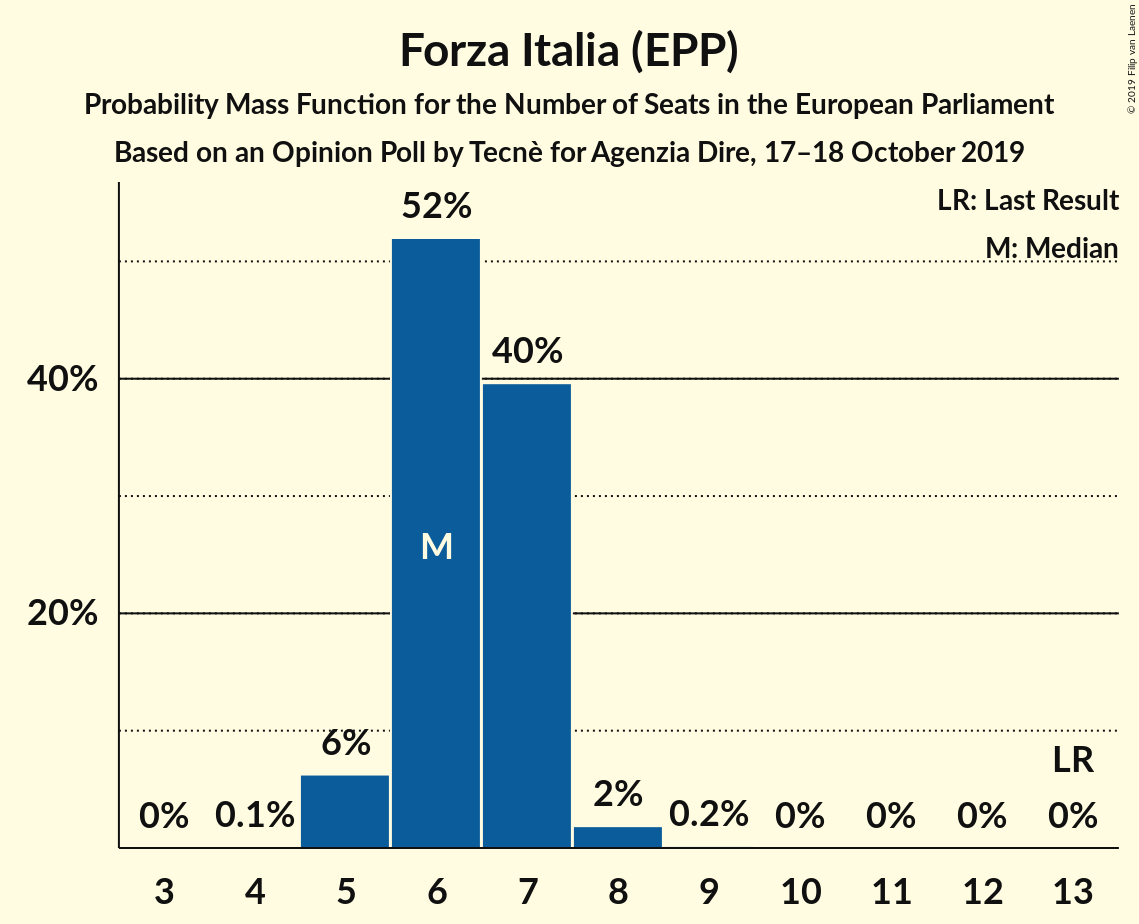 Forza Italia (EPP)
Probability Mass Function for the Number of Seats in the European Parliament
Based on an Opinion Poll by Tecnè for Agenzia Dire, 17–18 October 2019
© 2019 Filip van Laenen
LR: Last Result
M: Median
52%
40%
40%
M
20%
6%
LR
0% 0.1% 2% 0.2% 0% 0% 0% 0%
3 4 5 6 7 8 9 10 11 12 13